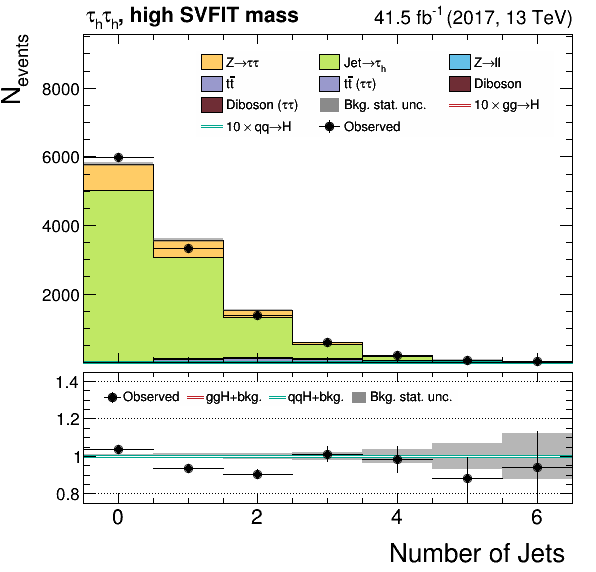 τhτh, high SVFIT mass 41.5 fb⁻¹ (2017, 13 TeV)
Nevents
Z→ττ Jet→τh Z→ll
tt̄ tt̄ (ττ) Diboson
Diboson (ττ) Bkg. stat. unc. 10 × gg→H
10 × qq→H Observed
8000
6000
4000
2000
1.4
Observed ggH+bkg. qqH+bkg. Bkg. stat. unc.
1.2
1
0.8
0 2 4 6
Number of Jets